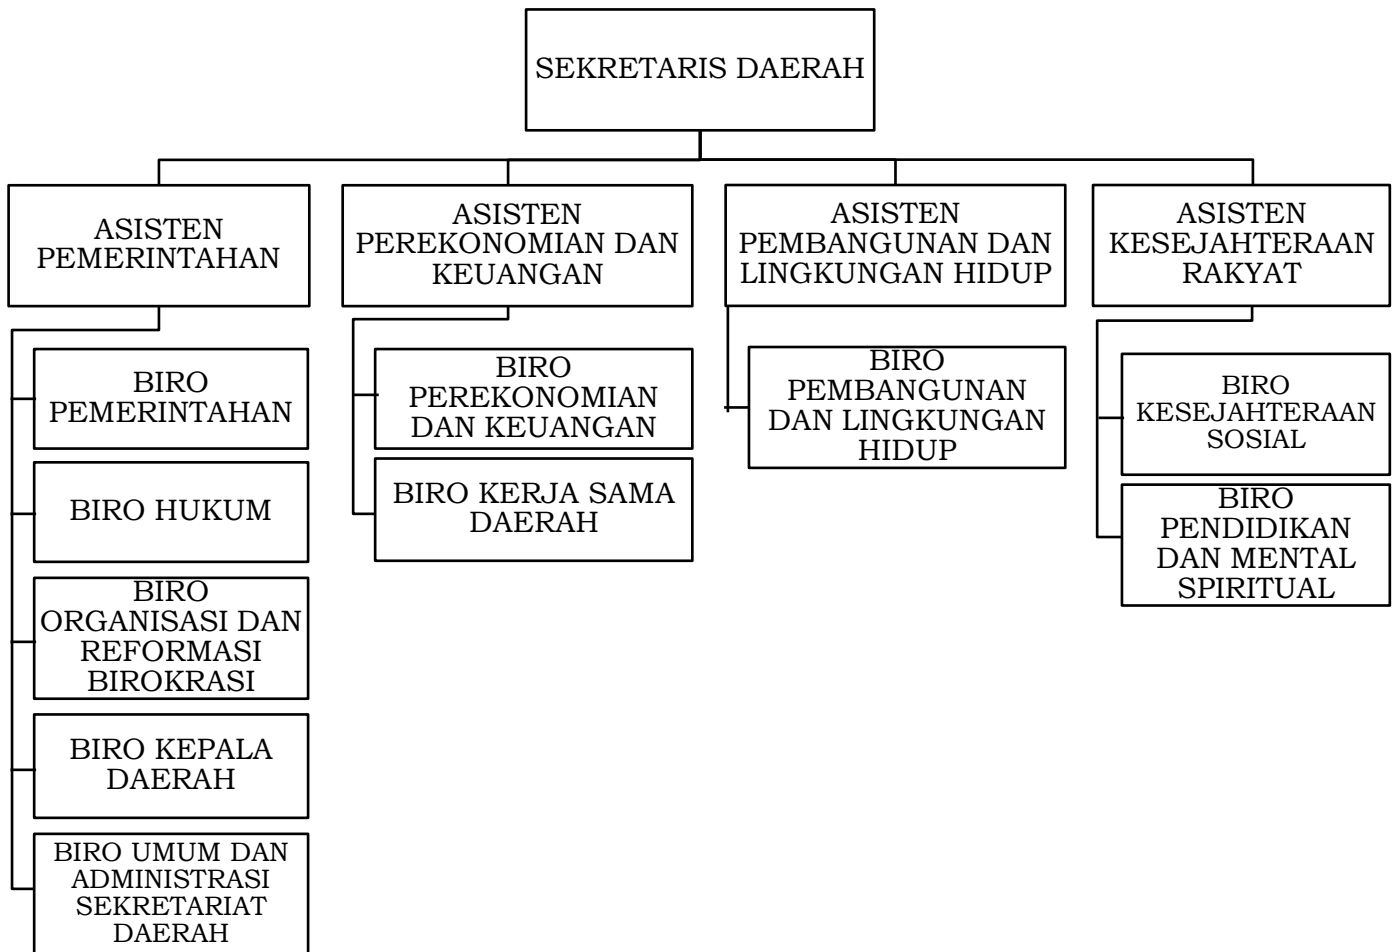 SEKRETARIS DAERAH
ASISTEN
PEMERINTAHAN
ASISTEN
PEREKONOMIAN DAN
KEUANGAN
ASISTEN
PEMBANGUNAN DAN
LINGKUNGAN HIDUP
ASISTEN
KESEJAHTERAAN
RAKYAT
BIRO
PEMERINTAHAN
BIRO HUKUM
BIRO
ORGANISASI DAN
REFORMASI
BIROKRASI
BIRO KEPALA
DAERAH
BIRO UMUM DAN
ADMINISTRASI
SEKRETARIAT
DAERAH
BIRO
PEREKONOMIAN
DAN KEUANGAN
BIRO KERJA SAMA
DAERAH
BIRO
PEMBANGUNAN
DAN LINGKUNGAN
HIDUP
BIRO
KESEJAHTERAAN
SOSIAL
BIRO
PENDIDIKAN
DAN MENTAL
SPIRITUAL